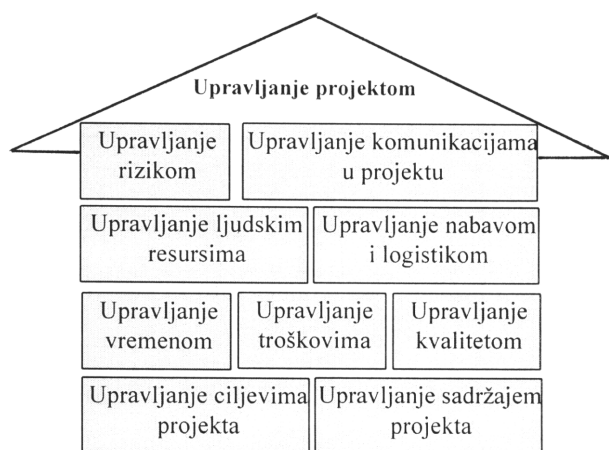 Upravljanje projektom
Upravljanje
rizikom
Upravljanje komunikacijama
u projektu
Upravljanje ljudskim
resursima
Upravljanje nabavom
i logistikom
Upravljanje
vremenom
Upravljanje
troškovima
Upravljanje
kvalitetom
Upravljanje ciljevima
projekta
Upravljanje sadržajem
projekta